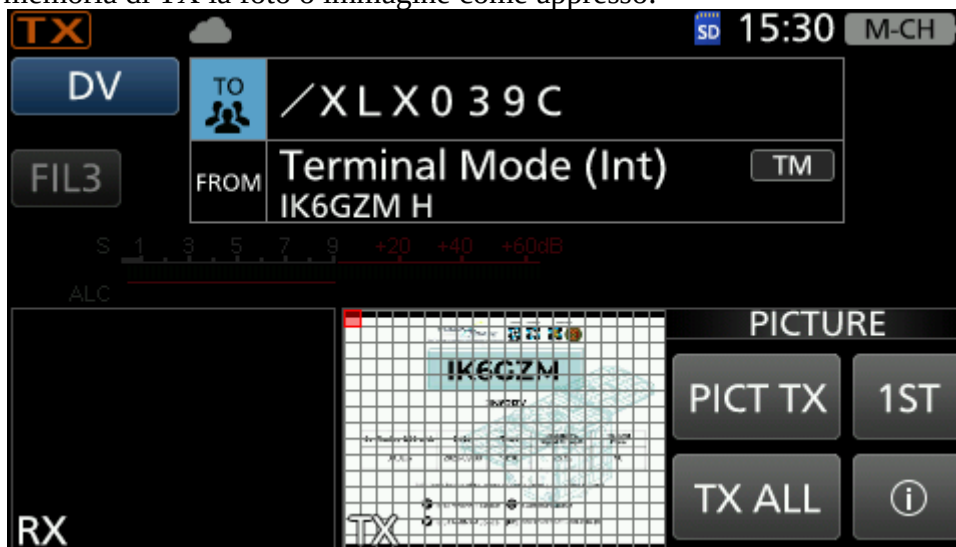 memoria di TX la foto o immagine come appresso:
TX SD 15:30 M-CH
DV TO /XLX039C
FIL3 FROM Terminal Mode (Int) TM
IK6GZM H
S 1 . 3 . 5 . 7 . 9 +20 +40 +60dB
ALC
PICTURE
IK6GZM
PICT TX 1ST
TX ALL i
RX TX